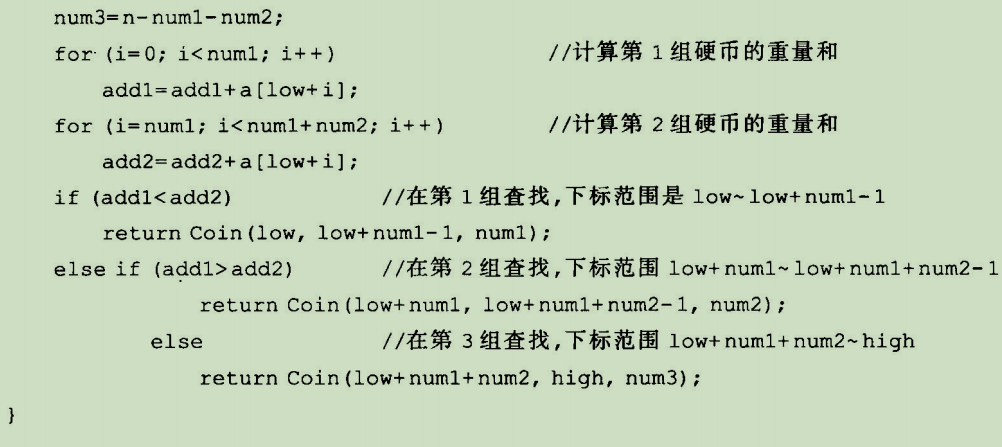 num3=n-num1-num2;
for (i=0; i<num1; i++) //计算第 1 组硬币的重量和
add1=add1+a[low+i];
for (i=num1; i<num1+num2; i++) //计算第 2 组硬币的重量和
add2=add2+a[low+i];
if (add1<add2) //在第 1 组查找,下标范围是 low~low+num1-1
return Coin(low, low+num1-1, num1);
else if (add1>add2) //在第 2 组查找,下标范围 low+num1~low+num1+num2-1
return Coin(low+num1, low+num1+num2-1, num2);
else //在第 3 组查找,下标范围 low+num1+num2~high
return Coin(low+num1+num2, high, num3);
}